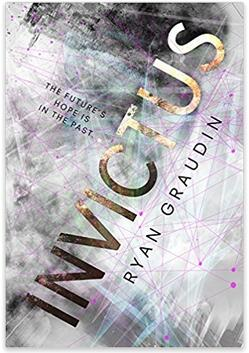 THE FUTURE'S
HOPE IS
IN THE PAST.
INVICTUS
RYAN GRAUDIN